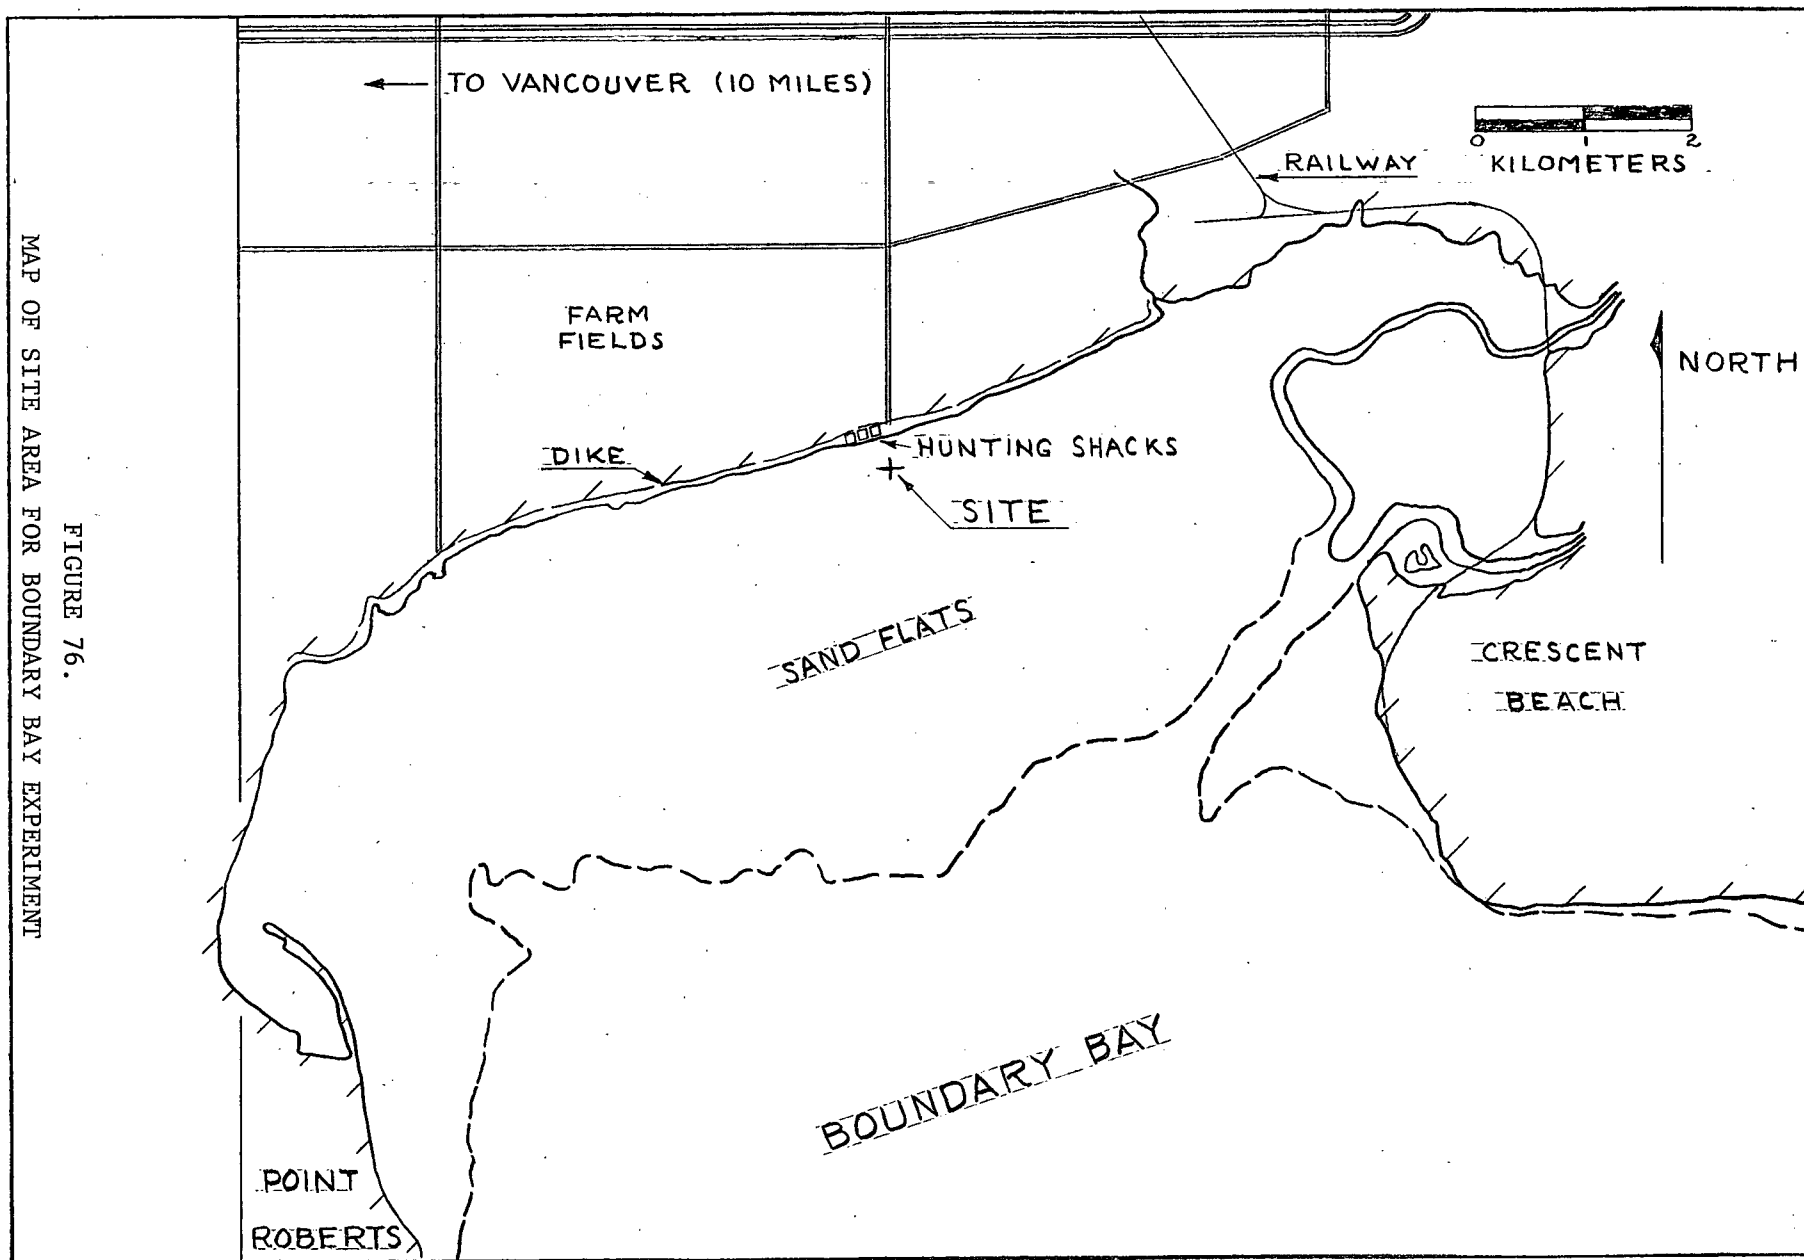 TO VANCOUVER (10 MILES)
0 1 2
KILOMETERS
RAILWAY
NORTH
FARM
FIELDS
DIKE
HUNTING SHACKS
SITE
SAND FLATS
CRESCENT
BEACH
BOUNDARY BAY
POINT
ROBERTS
FIGURE 76.
MAP OF SITE AREA FOR BOUNDARY BAY EXPERIMENT